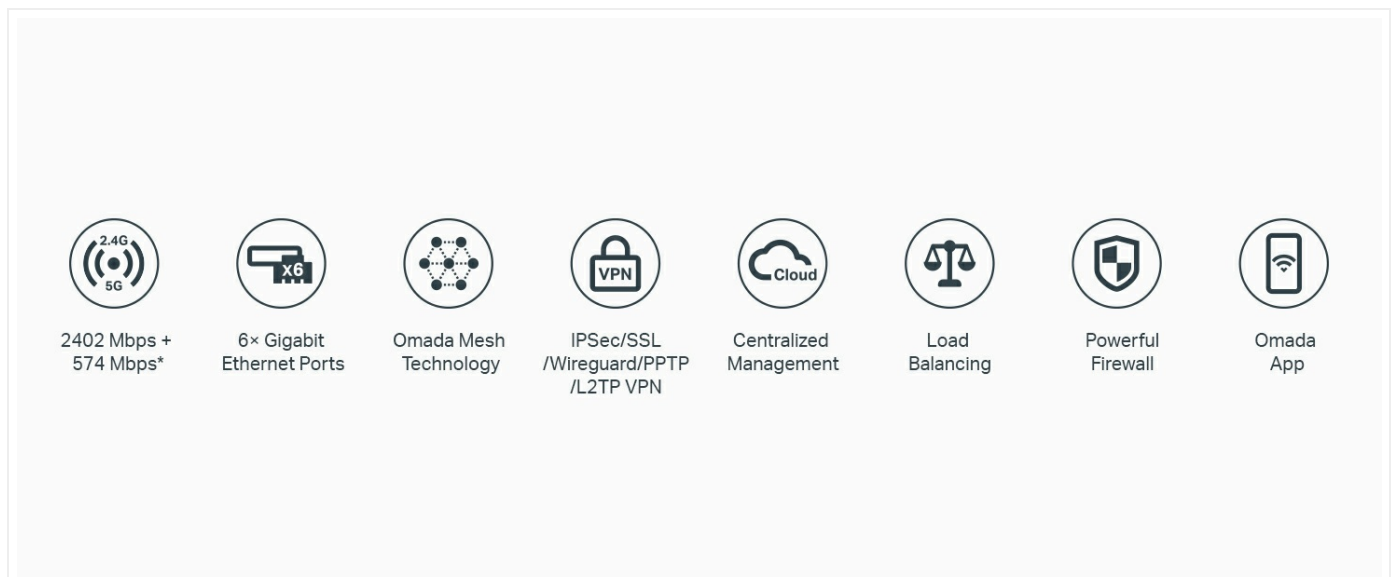 2.4G
5G
2402 Mbps +
574 Mbps*
x6
6× Gigabit
Ethernet Ports
Omada Mesh
Technology
VPN
IPSec/SSL
/Wireguard/PPTP
/L2TP VPN
Cloud
Centralized
Management
Load
Balancing
Powerful
Firewall
Omada
App